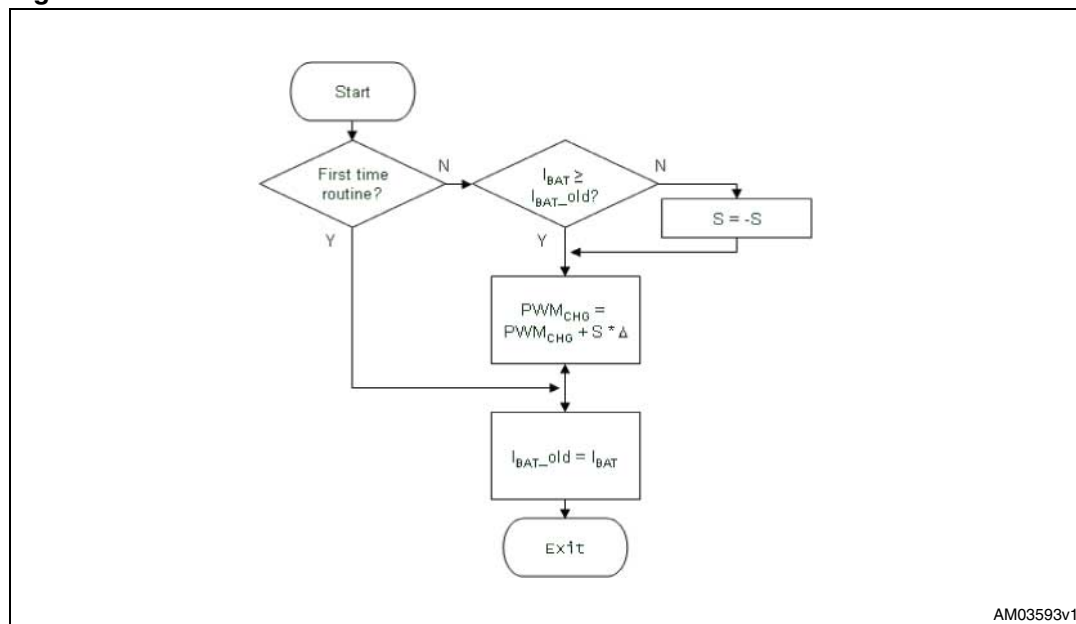 Start
First time
routine?
N
Y
I_BAT ≥
I_BAT_old?
N
Y
S = -S
PWM_CHG =
PWM_CHG + S * Δ
I_BAT_old = I_BAT
Exit
AM03593v1